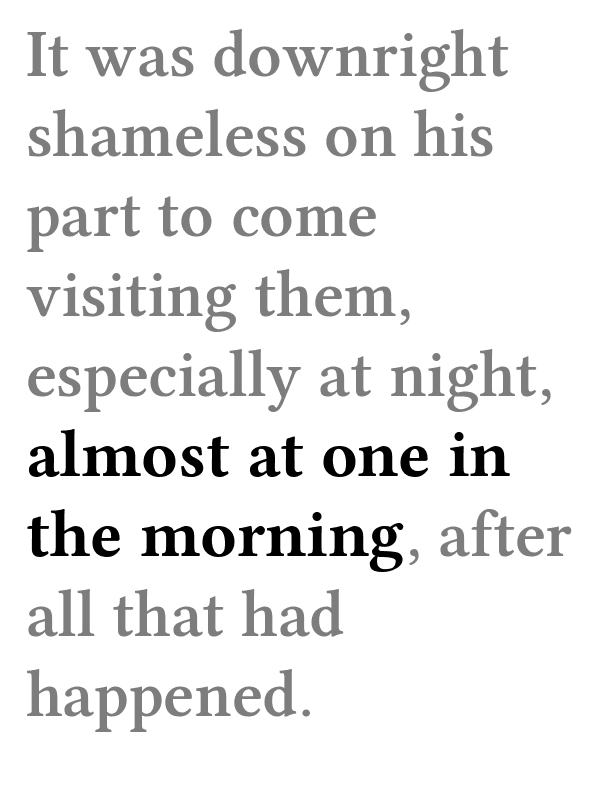 It was downright
shameless on his
part to come
visiting them,
especially at night,
almost at one in
the morning, after
all that had
happened.